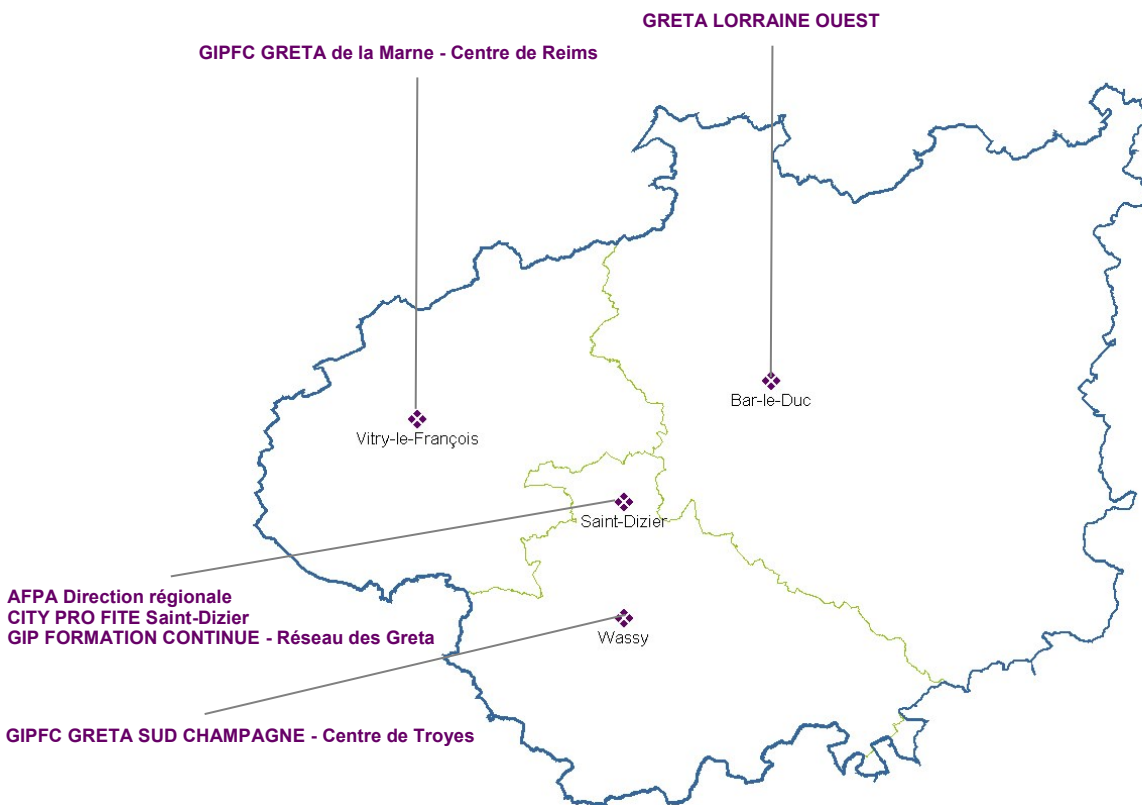 GRETA LORRAINE OUEST
GIPFC GRETA de la Marne - Centre de Reims
Bar-le-Duc
Vitry-le-François
Saint-Dizier
AFPA Direction régionale
CITY PRO FITE Saint-Dizier
GIP FORMATION CONTINUE - Réseau des Greta
Wassy
GIPFC GRETA SUD CHAMPAGNE - Centre de Troyes